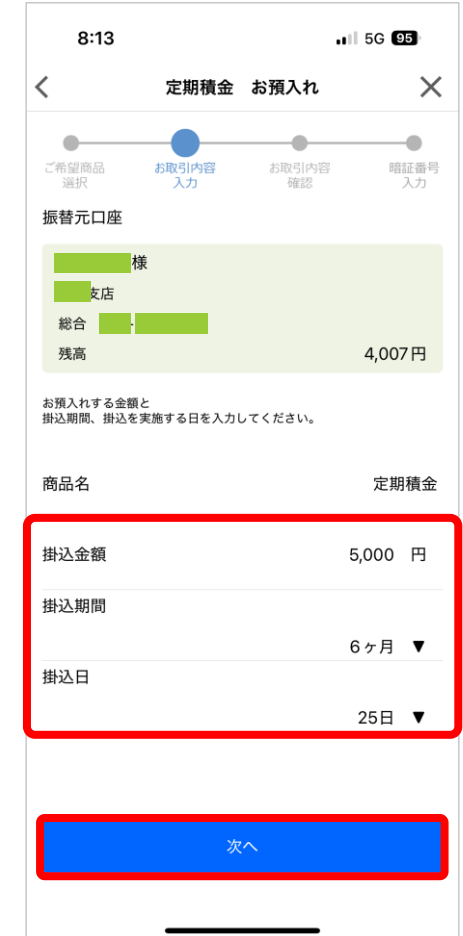 8:13 5G 95
定期積金 お預入れ
ご希望商品 お取引内容 お取引内容 暗証番号
選択 入力 確認 入力
振替元口座
様
支店
総合
残高 4,007円
お預入れする金額と
掛込期間、掛込を実施する日を入力してください。
商品名 定期積金
掛込金額 5,000 円
掛込期間
6ヶ月 ▼
掛込日
25日 ▼
次へ